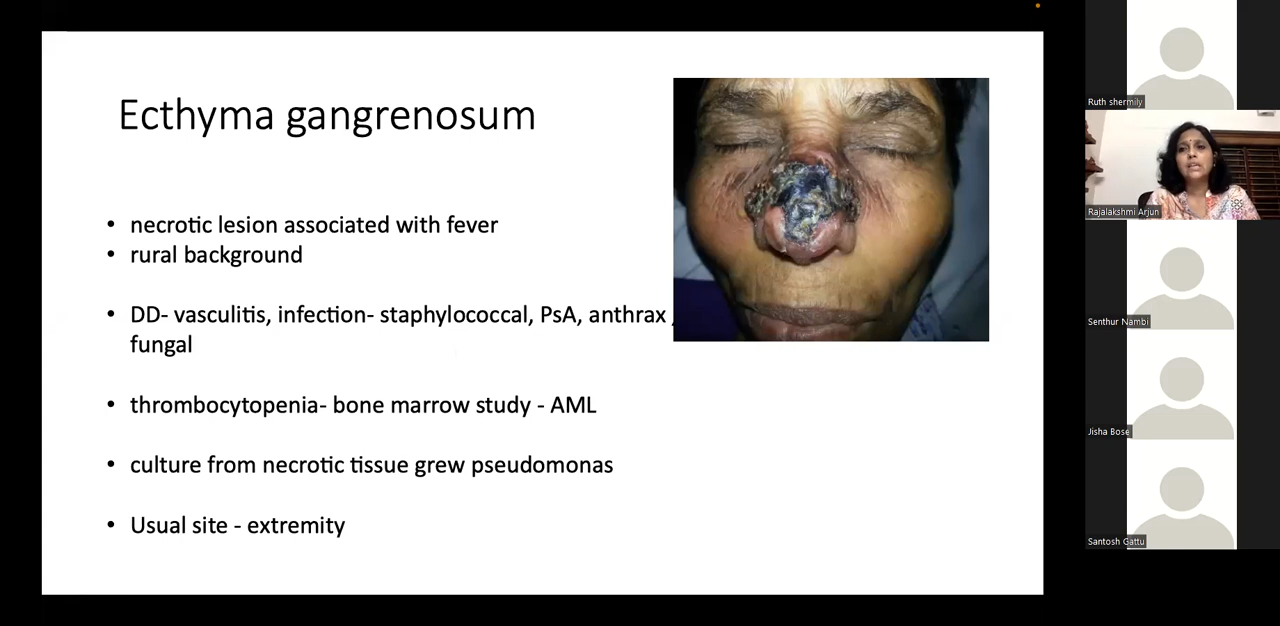 Ecthyma gangrenosum
• necrotic lesion associated with fever
• rural background
• DD- vasculitis, infection- staphylococcal, PsA, anthrax ,
fungal
• thrombocytopenia- bone marrow study - AML
• culture from necrotic tissue grew pseudomonas
• Usual site - extremity
Ruth shermily
Rajalakshmi Arjun
Senthur Nambi
Jisha Bose
Santosh Gattu